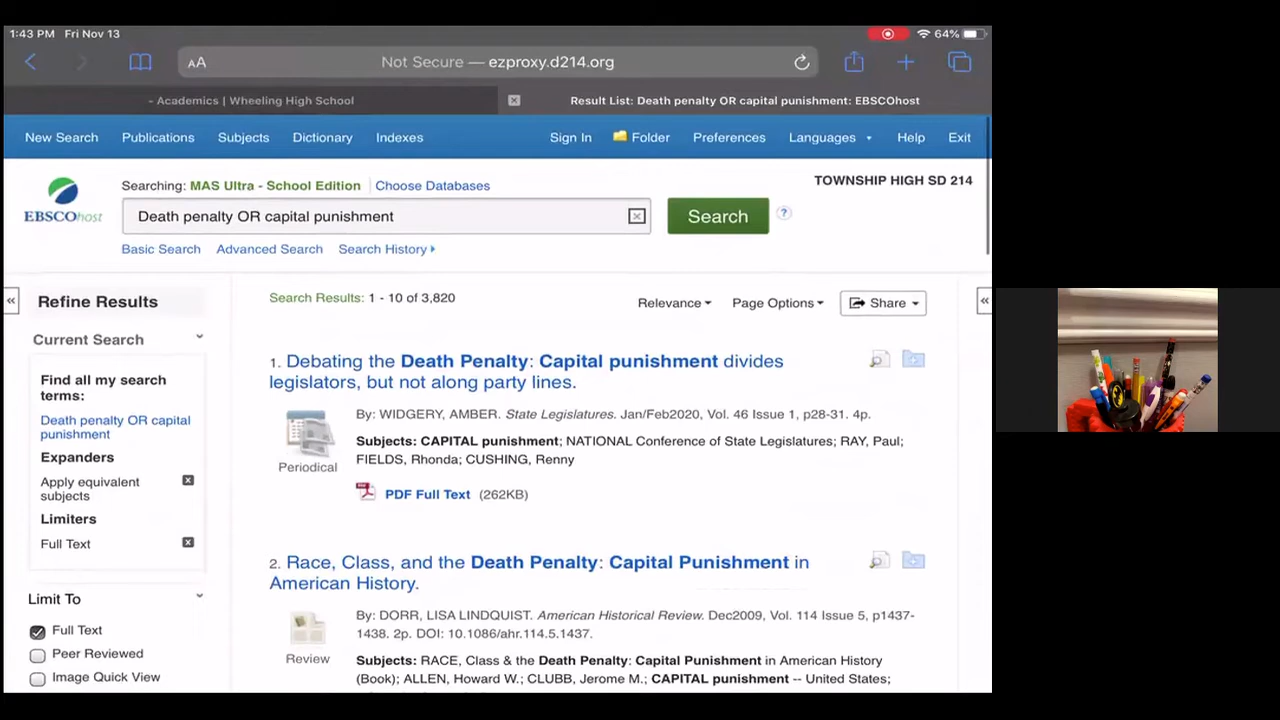 1:43 PM Fri Nov 13 64%
AA Not Secure — ezproxy.d214.org
- Academics | Wheeling High School Result List: Death penalty OR capital punishment: EBSCOhost
New Search Publications Subjects Dictionary Indexes Sign In Folder Preferences Languages Help Exit
Searching: MAS Ultra - School Edition Choose Databases
TOWNSHIP HIGH SD 214
EBSCOhost
Death penalty OR capital punishment
Search ?
Basic Search Advanced Search Search History
Refine Results
Current Search
Find all my search
terms:
Death penalty OR capital
punishment
Expanders
Apply equivalent
subjects
Limiters
Full Text
Limit To
Full Text
Peer Reviewed
Image Quick View
Search Results: 1 - 10 of 3,820
Relevance Page Options Share
1. Debating the Death Penalty: Capital punishment divides
legislators, but not along party lines.
Periodical
By: WIDGERY, AMBER. State Legislatures. Jan/Feb2020, Vol. 46 Issue 1, p28-31. 4p.
Subjects: CAPITAL punishment; NATIONAL Conference of State Legislatures; RAY, Paul;
FIELDS, Rhonda; CUSHING, Renny
PDF Full Text (262KB)
2. Race, Class, and the Death Penalty: Capital Punishment in
American History.
Review
By: DORR, LISA LINDQUIST. American Historical Review. Dec2009, Vol. 114 Issue 5, p1437-
1438. 2p. DOI: 10.1086/ahr.114.5.1437.
Subjects: RACE, Class & the Death Penalty: Capital Punishment in American History
(Book); ALLEN, Howard W.; CLUBB, Jerome M.; CAPITAL punishment -- United States;